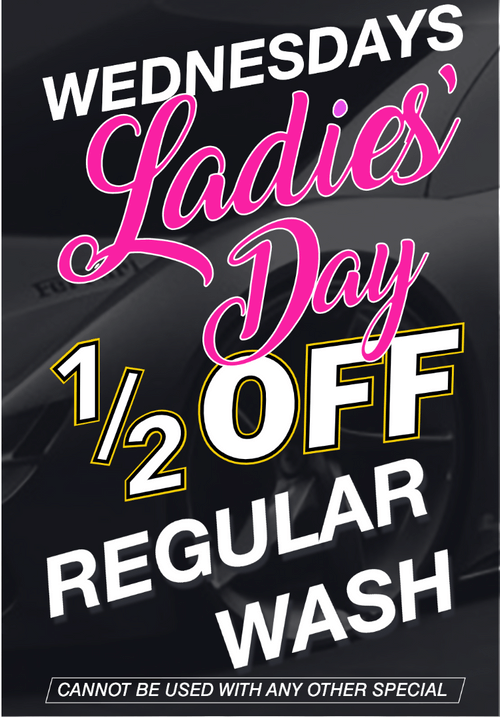 WEDNESDAYS
Ladies'
Day
1/2 OFF
REGULAR
WASH
CANNOT BE USED WITH ANY OTHER SPECIAL